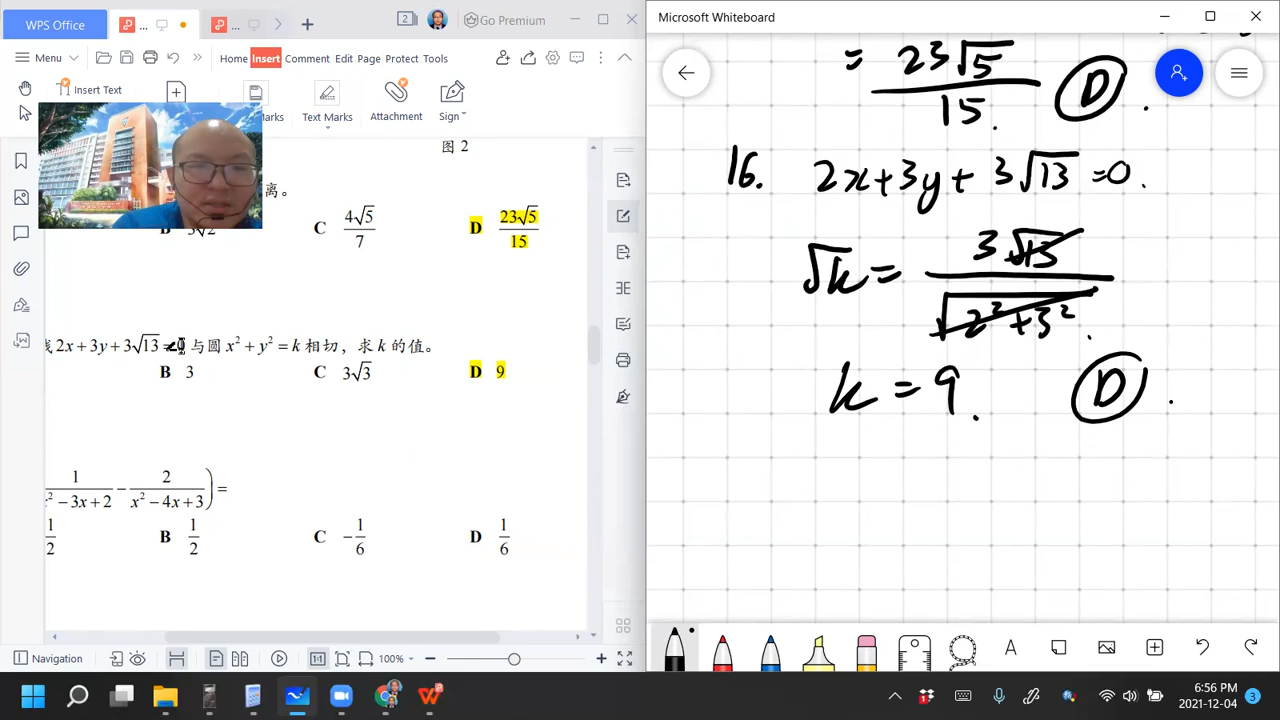 WPS Office
...
...
2
Go Premium
Menu
Home
Insert
Comment
Edit
Page
Protect
Tools
Insert Text
Text Marks
Attachment
Sign
图 2
离。
C 4√5/7
D 23√5/15
2x + 3y + 3√13 = 0 与圆 x² + y² = k 相切，求 k 的值。
B 3
C 3√3
D 9
1/(x² − 3x + 2) − 2/(x² − 4x + 3)) =
1/2
B 1/2
C −1/6
D 1/6
Navigation
100%
Microsoft Whiteboard
= 23√5/15 D.
16. 2x+3y+3√13=0.
√k = 3√13/√2²+3².
k = 9. D.
6:56 PM
2021-12-04
3